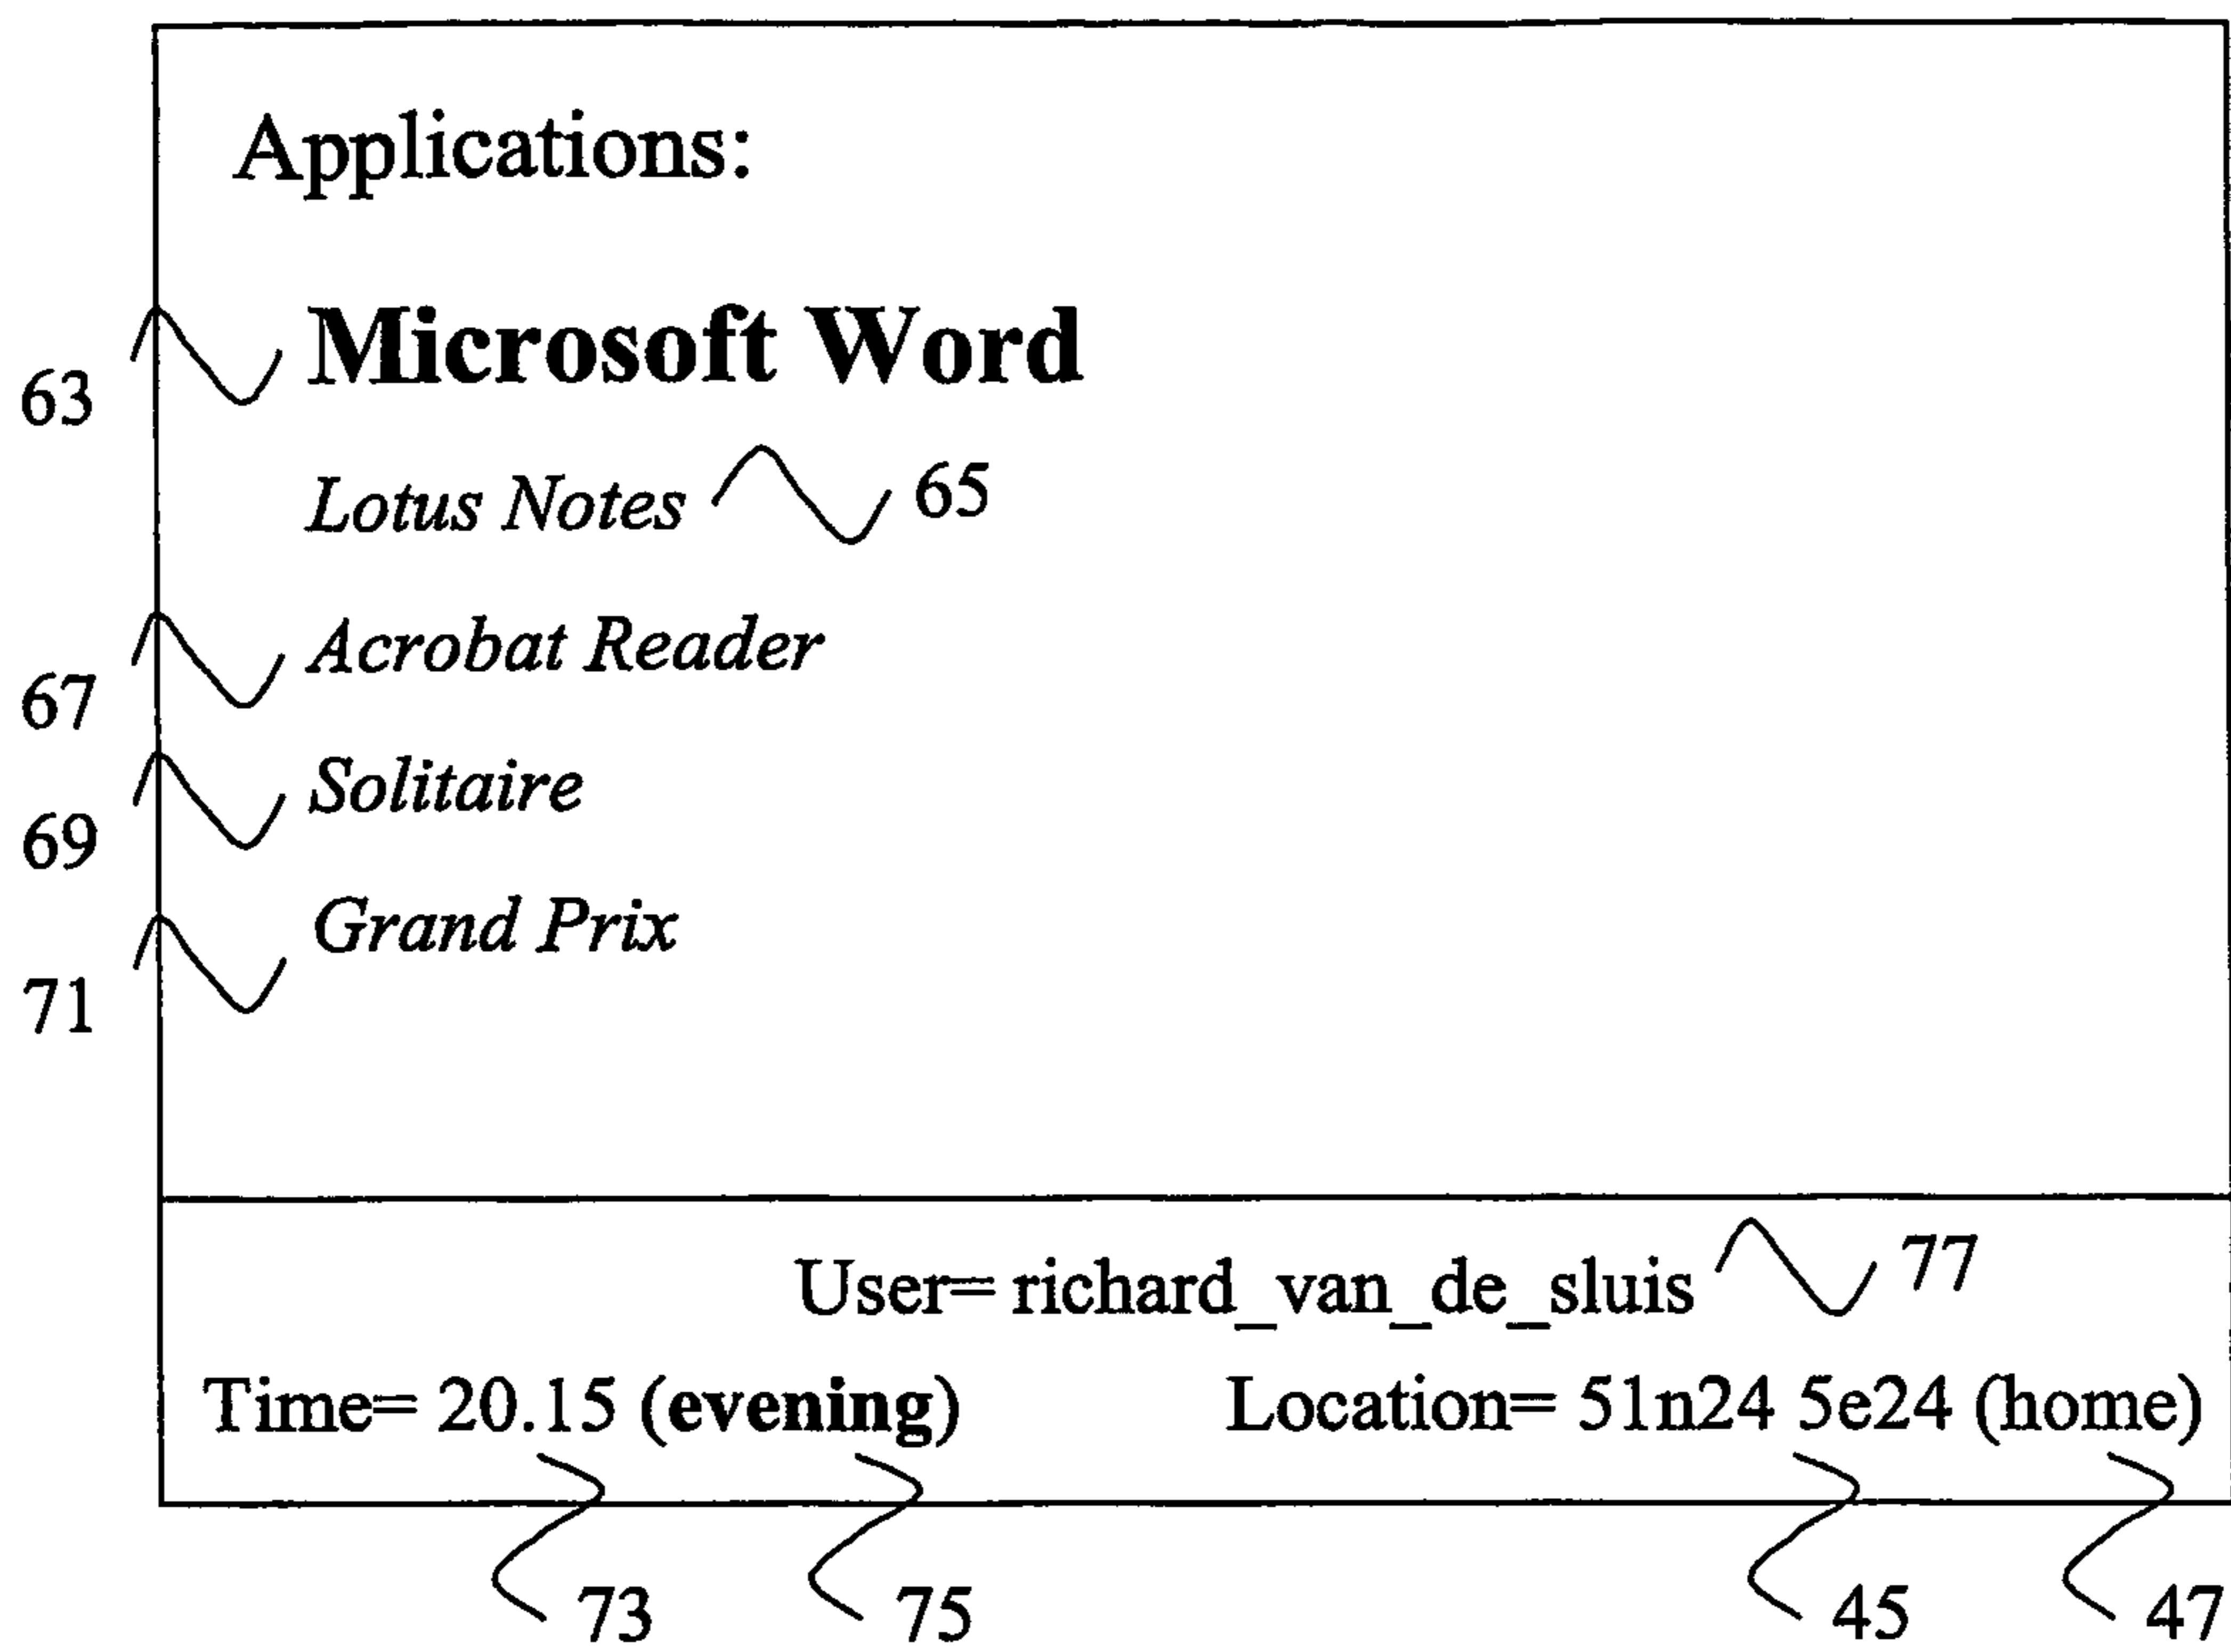 Applications:
63 Microsoft Word
Lotus Notes 65
67 Acrobat Reader
69 Solitaire
71 Grand Prix
User= richard_van_de_sluis 77
Time= 20.15 (evening) Location= 51n24 5e24 (home)
73 75 45 47